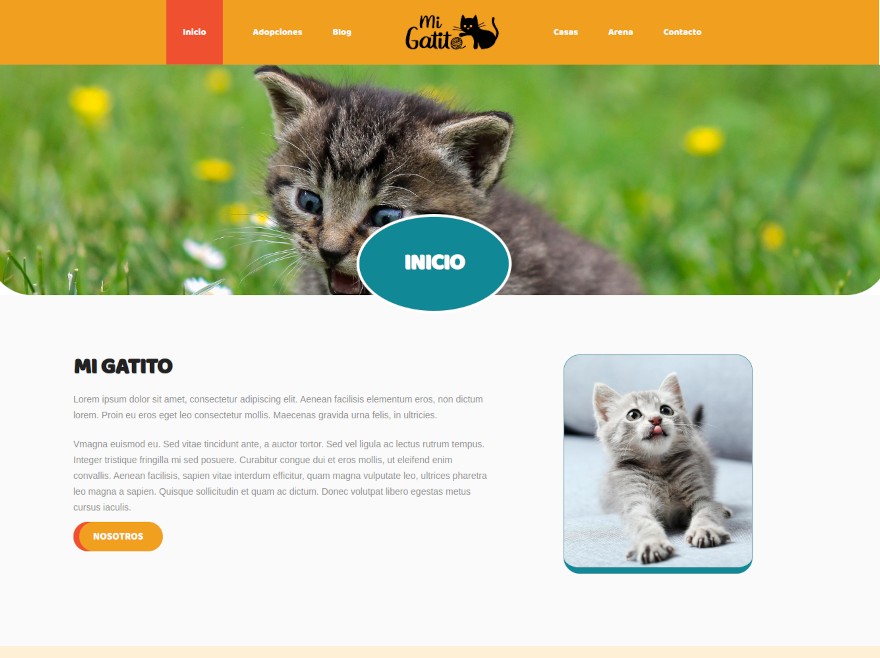 Inicio
Adopciones
Blog
Mi
Gatito
Casas
Arena
Contacto
INICIO
MI GATITO
Lorem ipsum dolor sit amet, consectetur adipiscing elit. Aenean facilisis elementum eros, non dictum
lorem. Proin eu eros eget leo consectetur mollis. Maecenas gravida urna felis, in ultricies.
Vmagna euismod eu. Sed vitae tincidunt ante, a auctor tortor. Sed vel ligula ac lectus rutrum tempus.
Integer tristique fringilla mi sed posuere. Curabitur congue dui et eros mollis, ut eleifend enim
convallis. Aenean facilisis, sapien vitae interdum efficitur, quam magna vulputate leo, ultrices pharetra
leo magna a sapien. Quisque sollicitudin et quam ac dictum. Donec volutpat libero egestas metus
cursus iaculis.
NOSOTROS